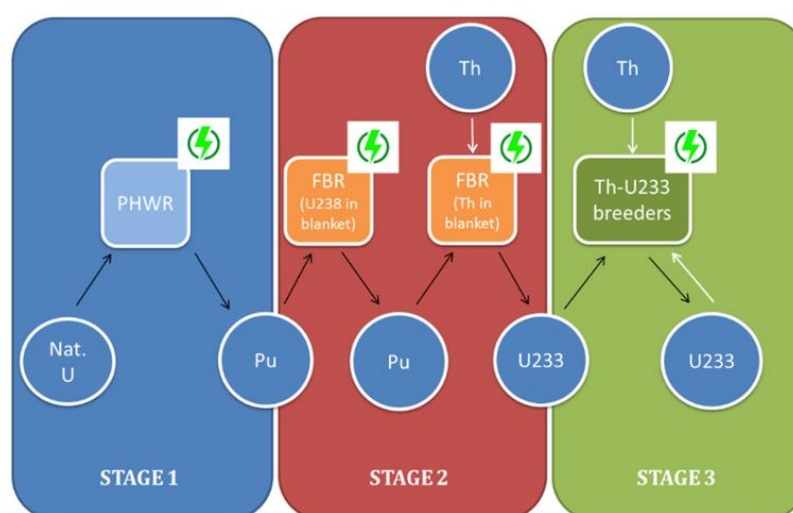 Th
Th
PHWR
FBR
(U238 in
blanket)
FBR
(Th in
blanket)
Th-U233
breeders
Nat.
U
Pu
Pu
U233
U233
STAGE 1
STAGE 2
STAGE 3